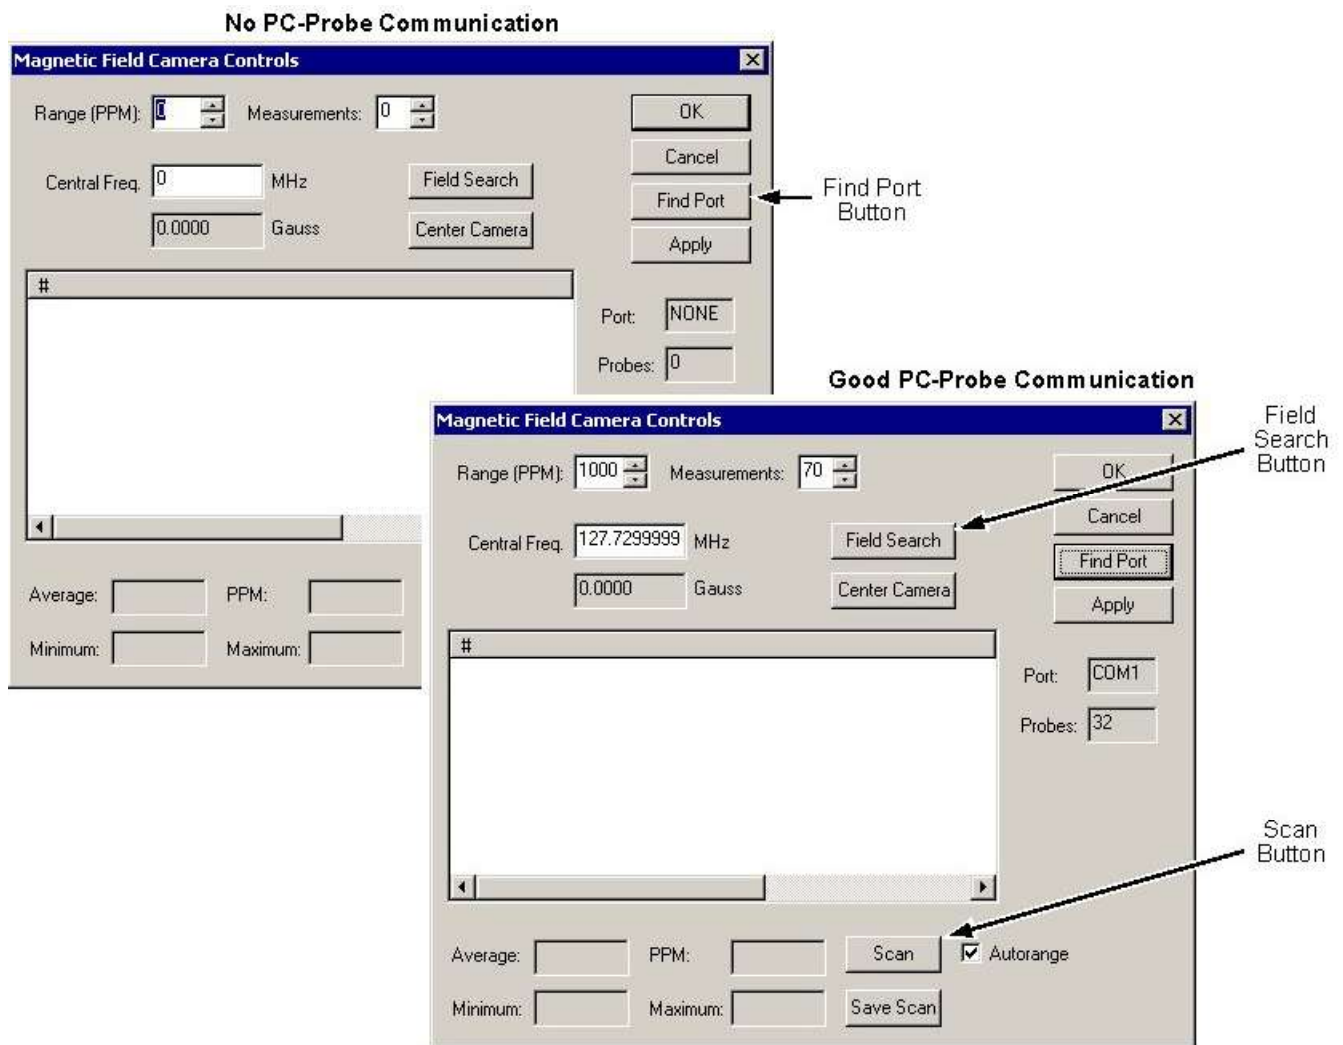 No PC-Probe Communication
Magnetic Field Camera Controls
Range (PPM): 0 Measurements: 0 OK
Cancel
Central Freq. 0 MHz Field Search
Find Port
0.0000 Gauss Center Camera
Apply
Find Port
Button
#
Port: NONE
Probes: 0
Average: PPM:
Minimum: Maximum:
Good PC-Probe Communication
Magnetic Field Camera Controls
Range (PPM): 1000 Measurements: 70 OK
Cancel
Central Freq. 127.7299999 MHz Field Search
Find Port
0.0000 Gauss Center Camera
Apply
Field
Search
Button
#
Port: COM1
Probes: 32
Scan
Button
Average: PPM: Scan Autorange
Minimum: Maximum: Save Scan